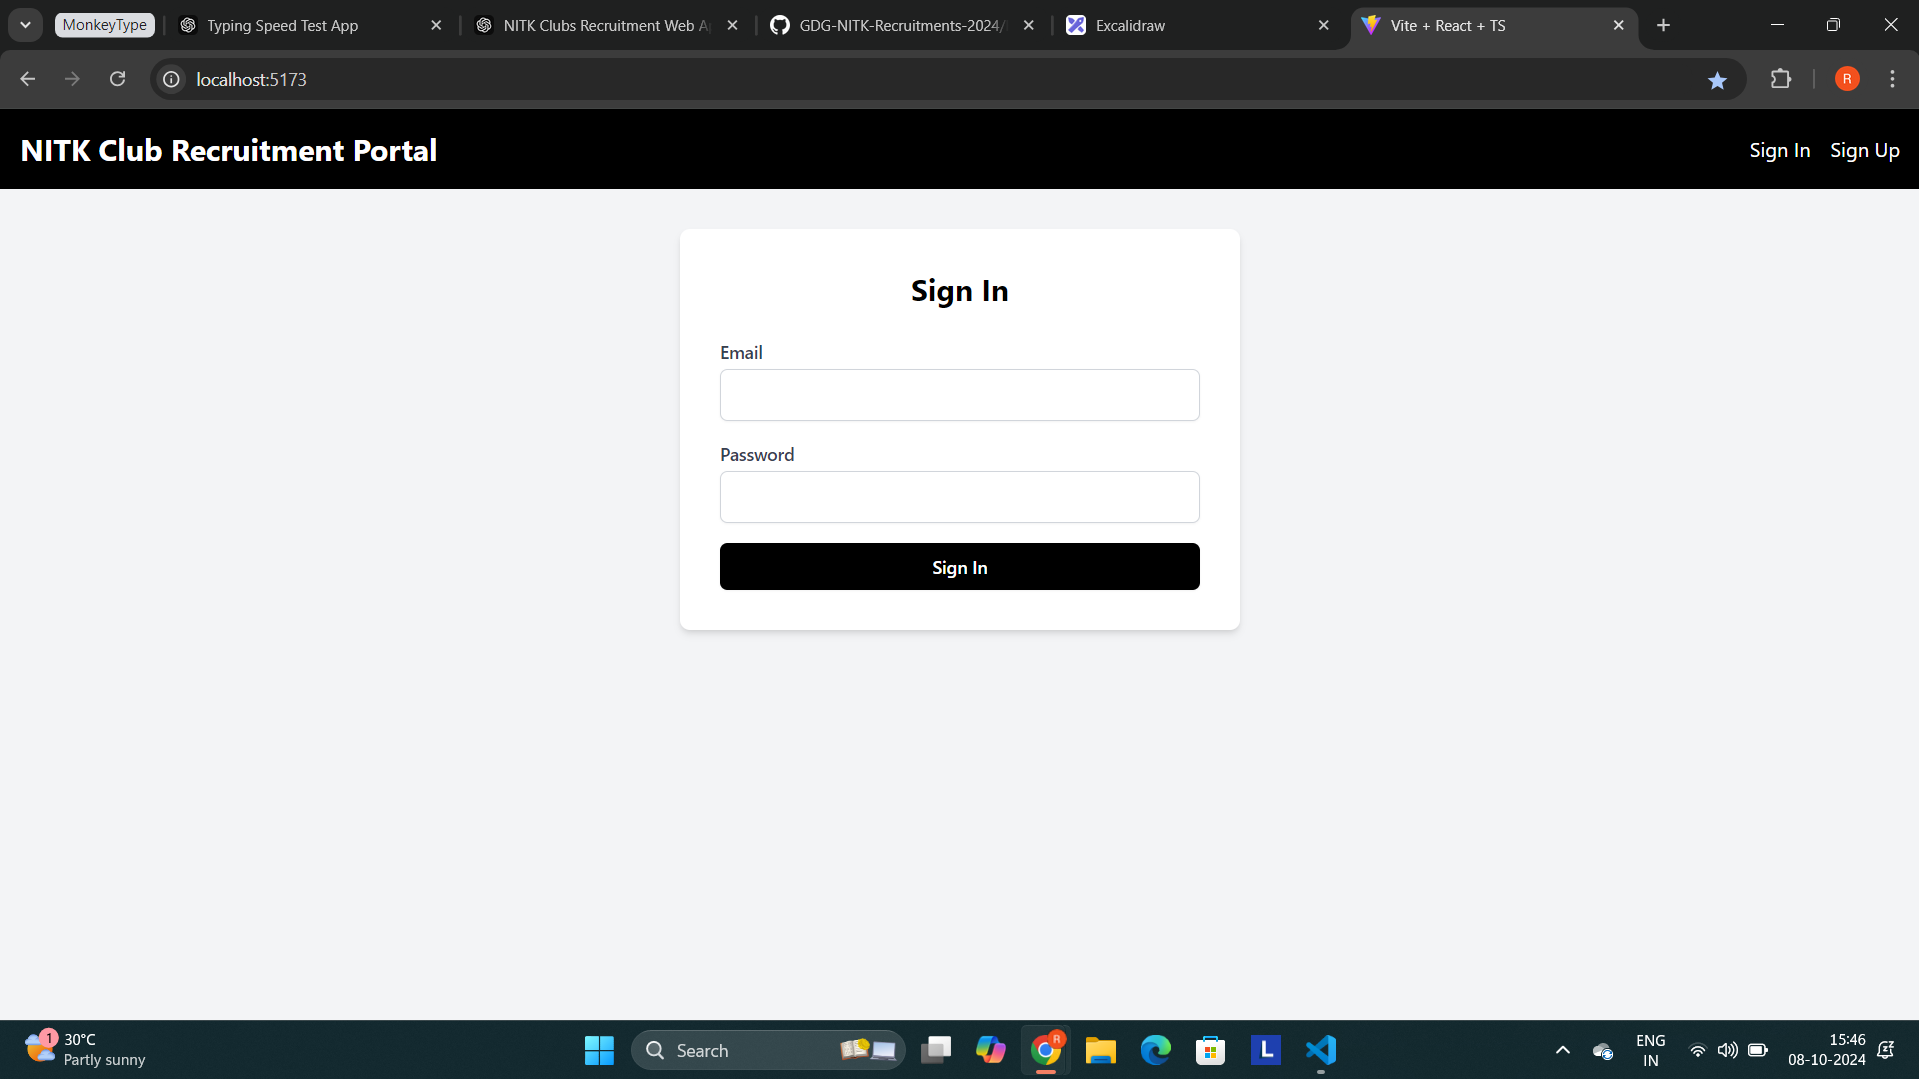 MonkeyType
Typing Speed Test App
NITK Clubs Recruitment Web A
GDG-NITK-Recruitments-2024/
Excalidraw
Vite + React + TS
localhost:5173
R
NITK Club Recruitment Portal
Sign In
Sign Up
Sign In
Email
Password
Sign In
1
30°C
Partly sunny
Search
R
L
ENG
IN
15:46
08-10-2024